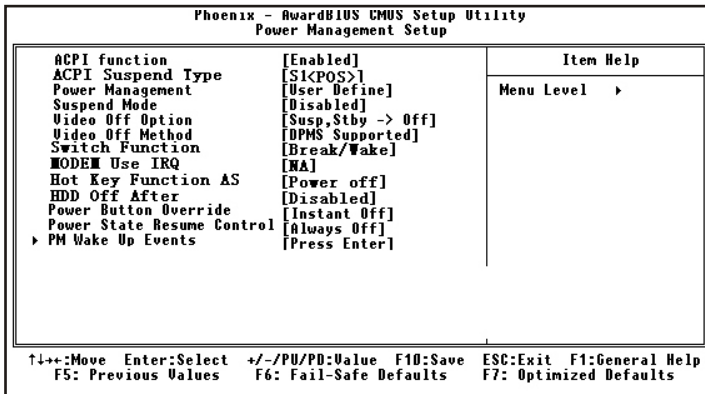 Phoenix - AwardBIOS CMOS Setup Utility
Power Management Setup
ACPI function [Enabled]
ACPI Suspend Type [S1<POS>]
Power Management [User Define]
Suspend Mode [Disabled]
Video Off Option [Susp,Stby -> Off]
Video Off Method [DPMS Supported]
Switch Function [Break/Wake]
MODEM Use IRQ [NA]
Hot Key Function AS [Power off]
HDD Off After [Disabled]
Power Button Override [Instant Off]
Power State Resume Control [Always Off]
▸ PM Wake Up Events [Press Enter]
Item Help
Menu Level ▸
↑↓→←:Move Enter:Select +/-/PU/PD:Value F10:Save ESC:Exit F1:General Help
F5: Previous Values F6: Fail-Safe Defaults F7: Optimized Defaults